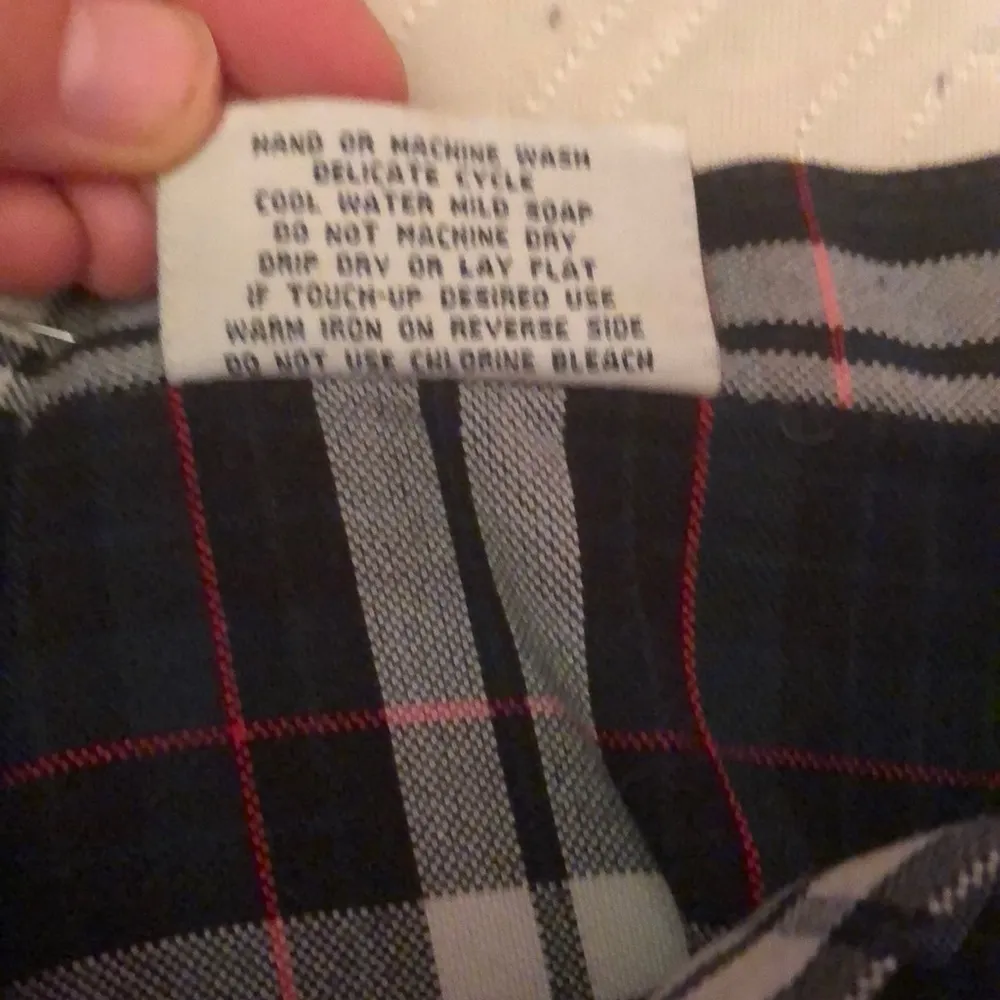 HAND OR MACHINE WASH
DELICATE CYCLE
COOL WATER MILD SOAP
DO NOT MACHINE DRY
DRIP DRY OR LAY FLAT
IF TOUCH-UP DESIRED USE
WARM IRON ON REVERSE SIDE
DO NOT USE CHLORINE BLEACH